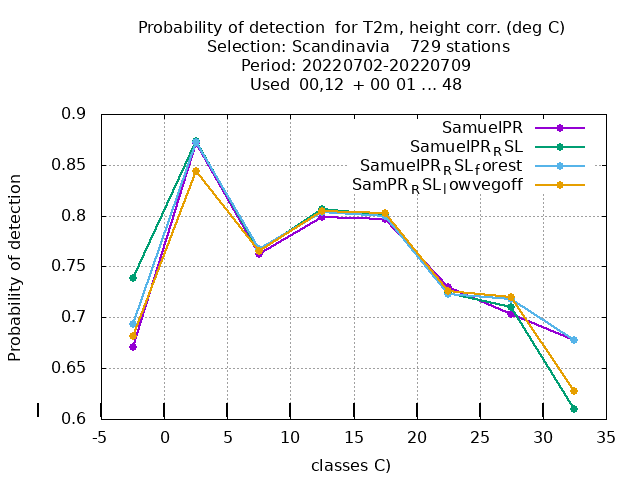 Probability of detection for T2m, height corr. (deg C)
Selection: Scandinavia 729 stations
Period: 20220702-20220709
Used 00,12 + 00 01 ... 48
SamuelPR
SamuelPR_RSL
SamuelPR_RSL_forest
SamPR_RSL_lowvegoff
Probability of detection
0.9
0.85
0.8
0.75
0.7
0.65
0.6
-5 0 5 10 15 20 25 30 35
classes C)